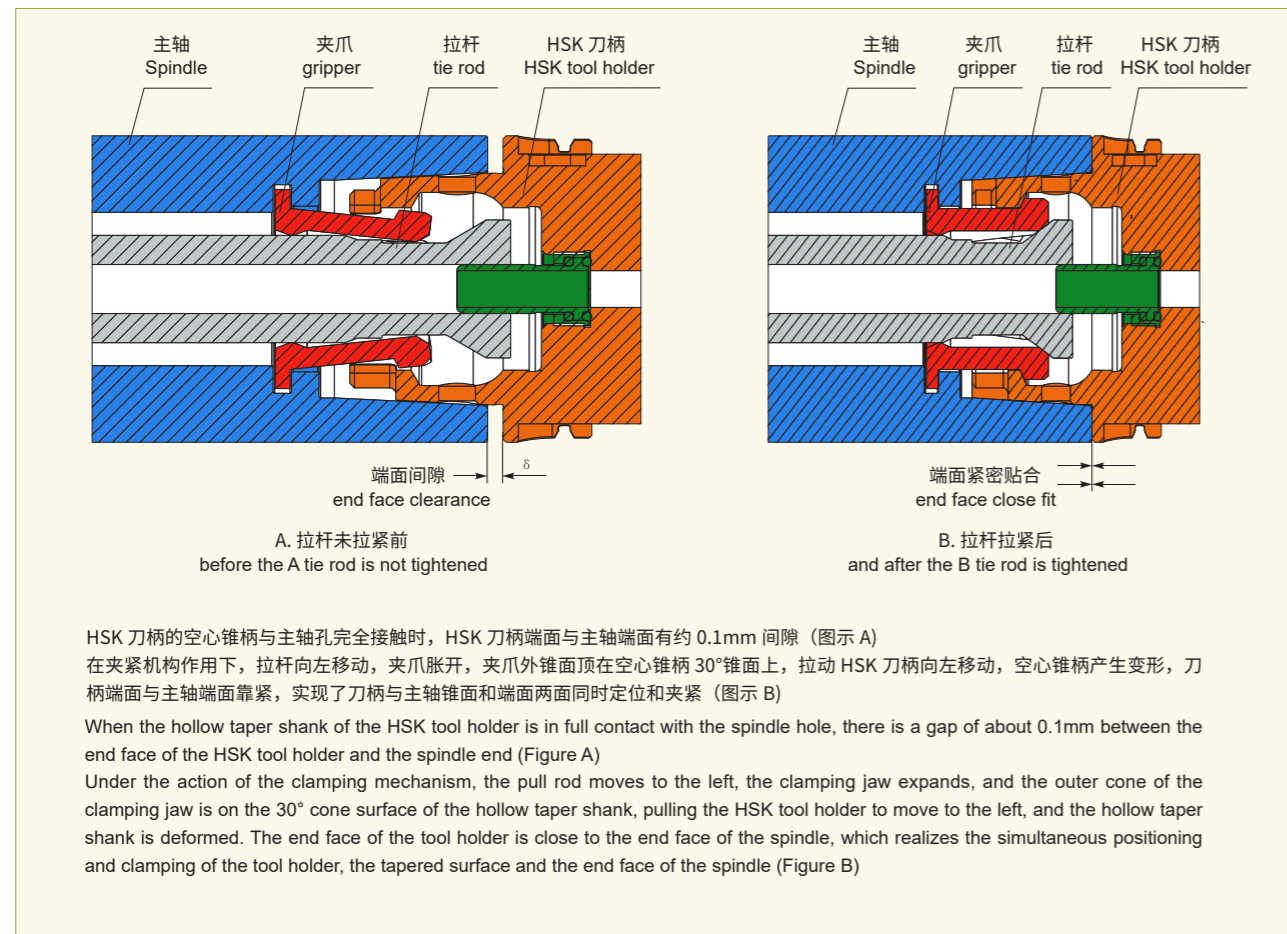 主轴
Spindle
夹爪
gripper
拉杆
tie rod
HSK 刀柄
HSK tool holder
主轴
Spindle
夹爪
gripper
拉杆
tie rod
HSK 刀柄
HSK tool holder
端面间隙
end face clearance
δ
端面紧密贴合
end face close fit
A. 拉杆未拉紧前
before the A tie rod is not tightened
B. 拉杆拉紧后
and after the B tie rod is tightened
HSK 刀柄的空心锥柄与主轴孔完全接触时，HSK 刀柄端面与主轴端面有约 0.1mm 间隙（图示 A)
在夹紧机构作用下，拉杆向左移动，夹爪胀开，夹爪外锥面顶在空心锥柄 30°锥面上，拉动 HSK 刀柄向左移动，空心锥柄产生变形，刀
柄端面与主轴端面靠紧，实现了刀柄与主轴锥面和端面两面同时定位和夹紧（图示 B)
When the hollow taper shank of the HSK tool holder is in full contact with the spindle hole, there is a gap of about 0.1mm between the
end face of the HSK tool holder and the spindle end (Figure A)
Under the action of the clamping mechanism, the pull rod moves to the left, the clamping jaw expands, and the outer cone of the
clamping jaw is on the 30° cone surface of the hollow taper shank, pulling the HSK tool holder to move to the left, and the hollow taper
shank is deformed. The end face of the tool holder is close to the end face of the spindle, which realizes the simultaneous positioning
and clamping of the tool holder, the tapered surface and the end face of the spindle (Figure B)